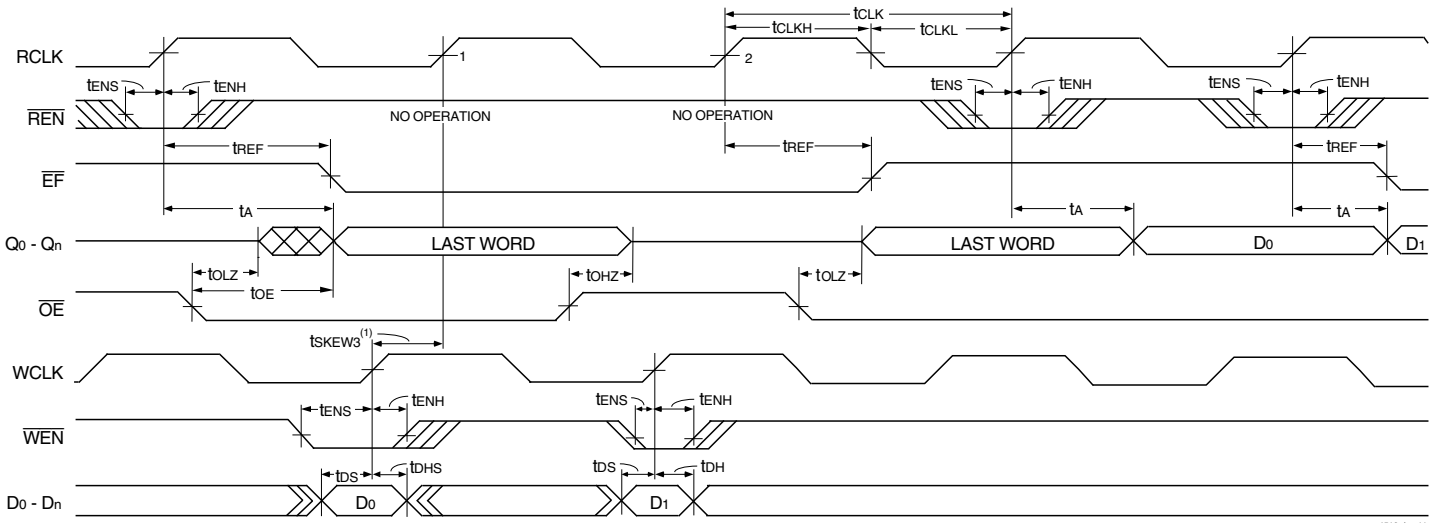 tCLK
tCLKH tCLKL
RCLK 1 2
tENS tENH tENS tENH tENS tENH
REN NO OPERATION NO OPERATION
tREF tREF tREF
EF
tA tA tA
Q0 - Qn LAST WORD LAST WORD D0 D1
tOLZ tOHZ tOLZ
tOE
OE
tSKEW3(1)
WCLK
tENS tENH tENS tENH
WEN
tDS tDHS tDS tDH
D0 - Dn D0 D1